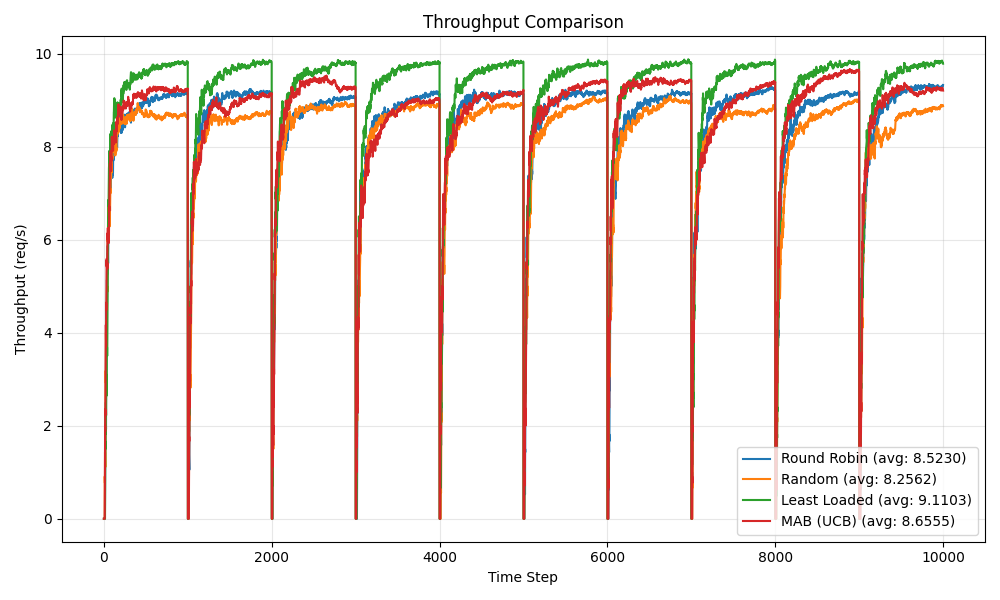 Throughput Comparison
Throughput (req/s)
10
8
6
4
2
0
0 2000 4000 6000 8000 10000
Time Step
Round Robin (avg: 8.5230)
Random (avg: 8.2562)
Least Loaded (avg: 9.1103)
MAB (UCB) (avg: 8.6555)